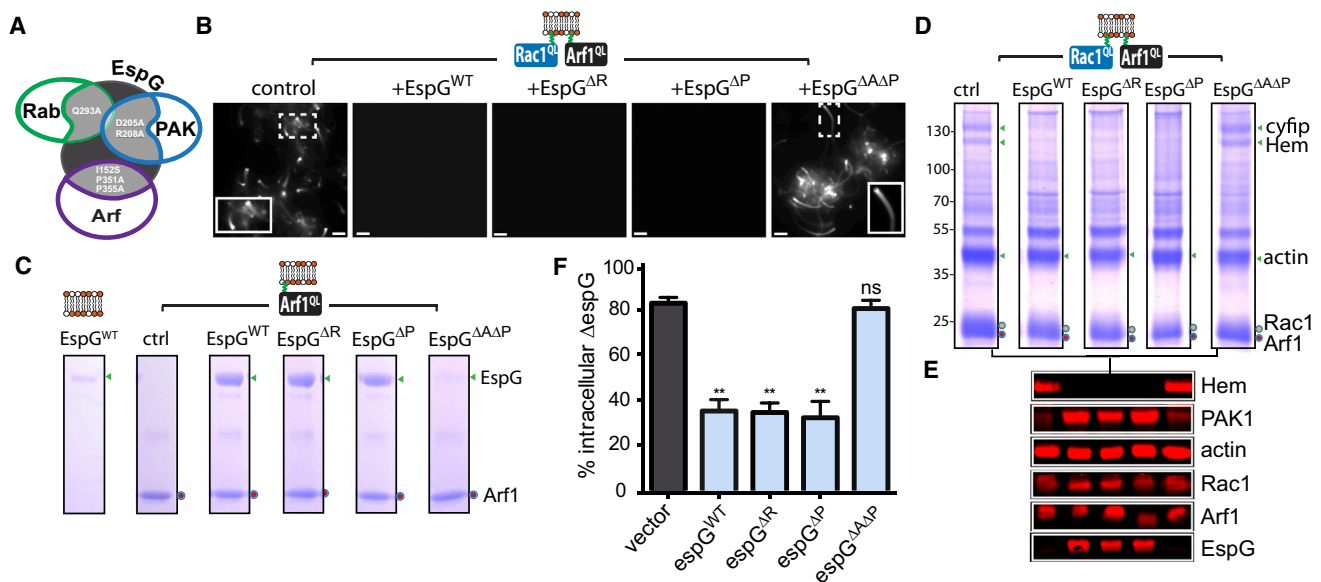 A
EspG
Rab
Q293A
D205A
R208A
PAK
I152S
P351A
P355A
Arf
B
Rac1QL Arf1QL
control +EspGWT +EspGΔR +EspGΔP +EspGΔAΔP
C
Arf1QL
EspGWT ctrl EspGWT EspGΔR EspGΔP EspGΔAΔP
EspG
Arf1
D
Rac1QL Arf1QL
ctrl EspGWT EspGΔR EspGΔP EspGΔAΔP
130-
100-
70-
55-
35-
25-
cyfip
Hem
actin
Rac1
Arf1
E
Hem
PAK1
actin
Rac1
Arf1
EspG
F
% intracellular ΔespG
100
80
60
40
20
0
** ** ** ns
vector espGWT espGΔR espGΔP espGΔAΔP